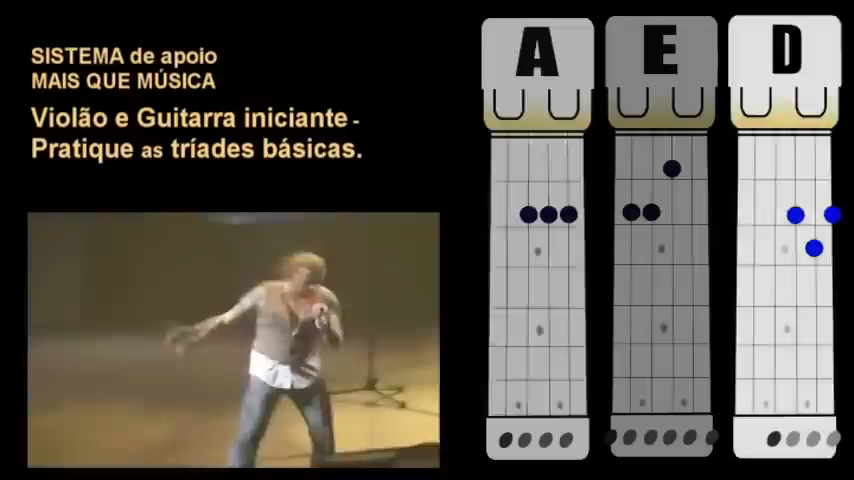 SISTEMA de apoio
MAIS QUE MÚSICA
Violão e Guitarra iniciante -
Pratique as tríades básicas.
A E D